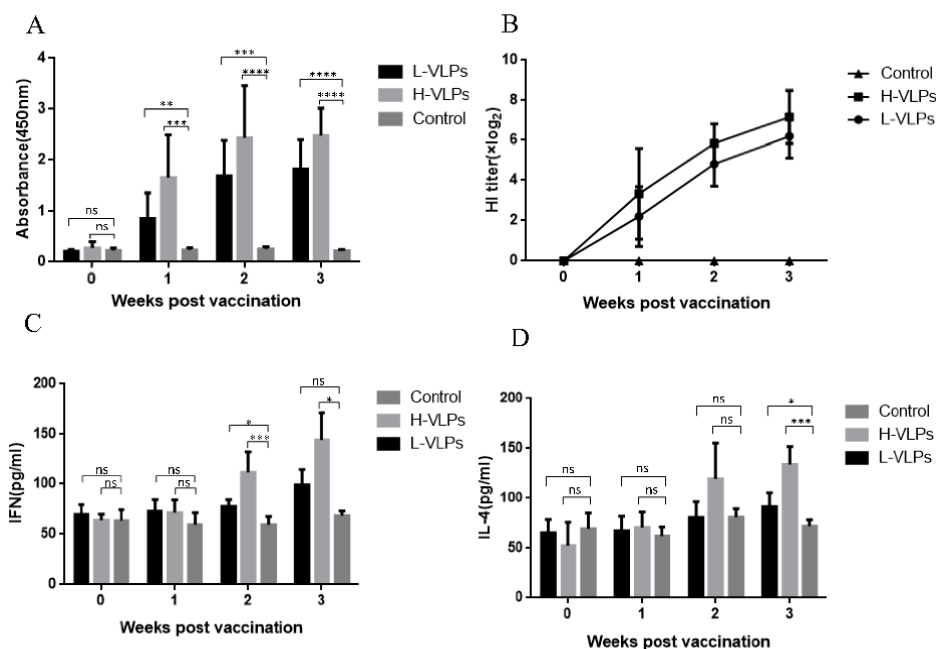 A
Absorbance(450nm)
4
3
2
1
0
ns
ns
**
***
***
****
****
****
0 1 2 3
Weeks post vaccination
L-VLPs
H-VLPs
Control
B
HI titer(×log2)
10
8
6
4
2
0
0 1 2 3
Weeks post vaccination
Control
H-VLPs
L-VLPs
C
IFN(pg/ml)
200
150
100
50
0
ns
ns
ns
ns
*
***
ns
*
0 1 2 3
Weeks post vaccination
Control
H-VLPs
L-VLPs
D
IL-4(pg/ml)
200
150
100
50
0
ns
ns
ns
ns
ns
ns
*
***
0 1 2 3
Weeks post vaccination
Control
H-VLPs
L-VLPs